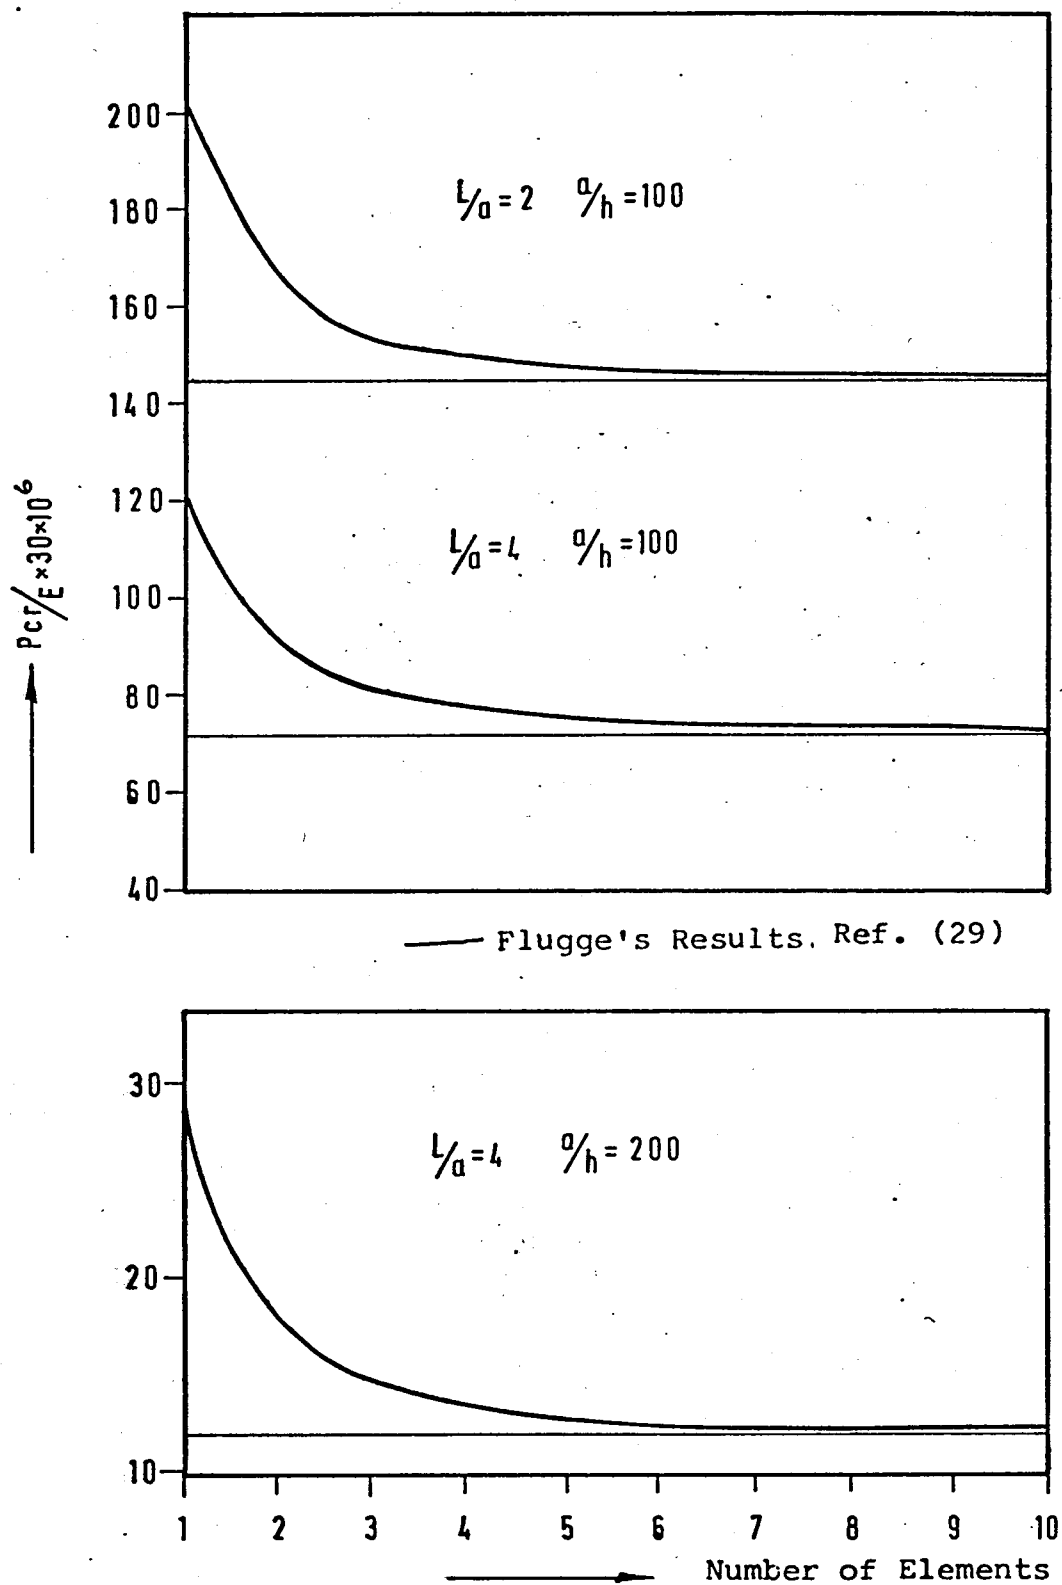 200
180
L/a=2 a/h=100
160
140
120
L/a=4 a/h=100
100
80
60
40
Pcr/E×30×10⁶
Flugge's Results. Ref. (29)
30
L/a=4 a/h=200
20
10
1 2 3 4 5 6 7 8 9 10
Number of Elements